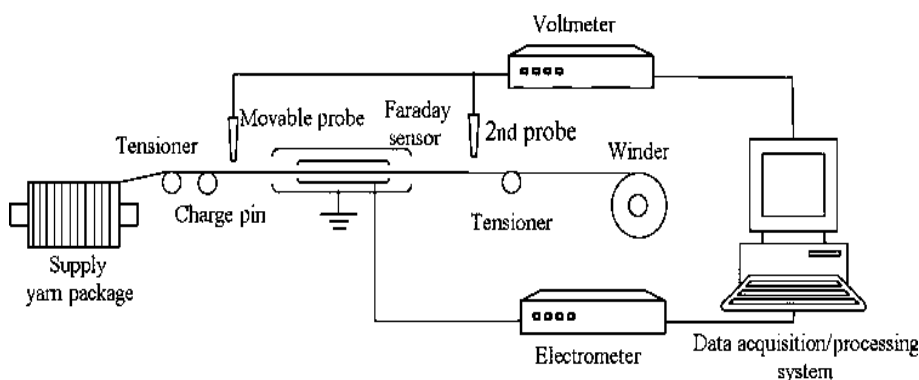 Voltmeter
Movable probe
Faraday
sensor
2nd probe
Tensioner
Winder
Charge pin
Tensioner
Supply
yarn package
Electrometer
Data acquisition/processing
system